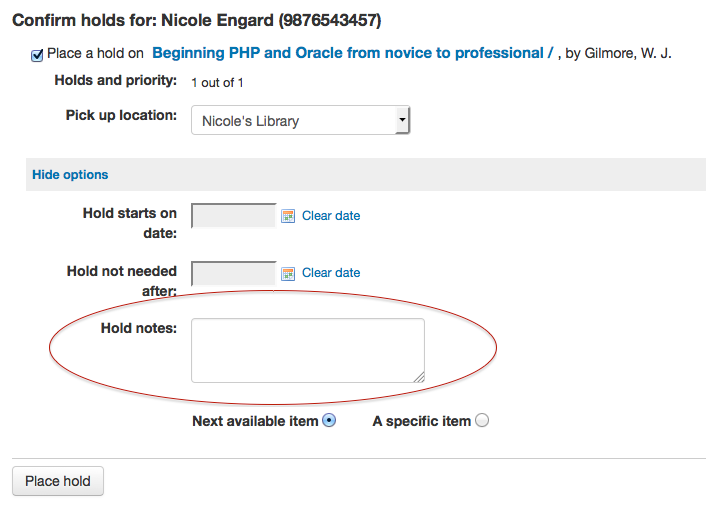 Confirm holds for: Nicole Engard (9876543457)
Place a hold on Beginning PHP and Oracle from novice to professional / , by Gilmore, W. J.
Holds and priority: 1 out of 1
Pick up location: Nicole's Library
Hide options
Hold starts on
date:
Clear date
Hold not needed
after:
Clear date
Hold notes:
Next available item A specific item
Place hold